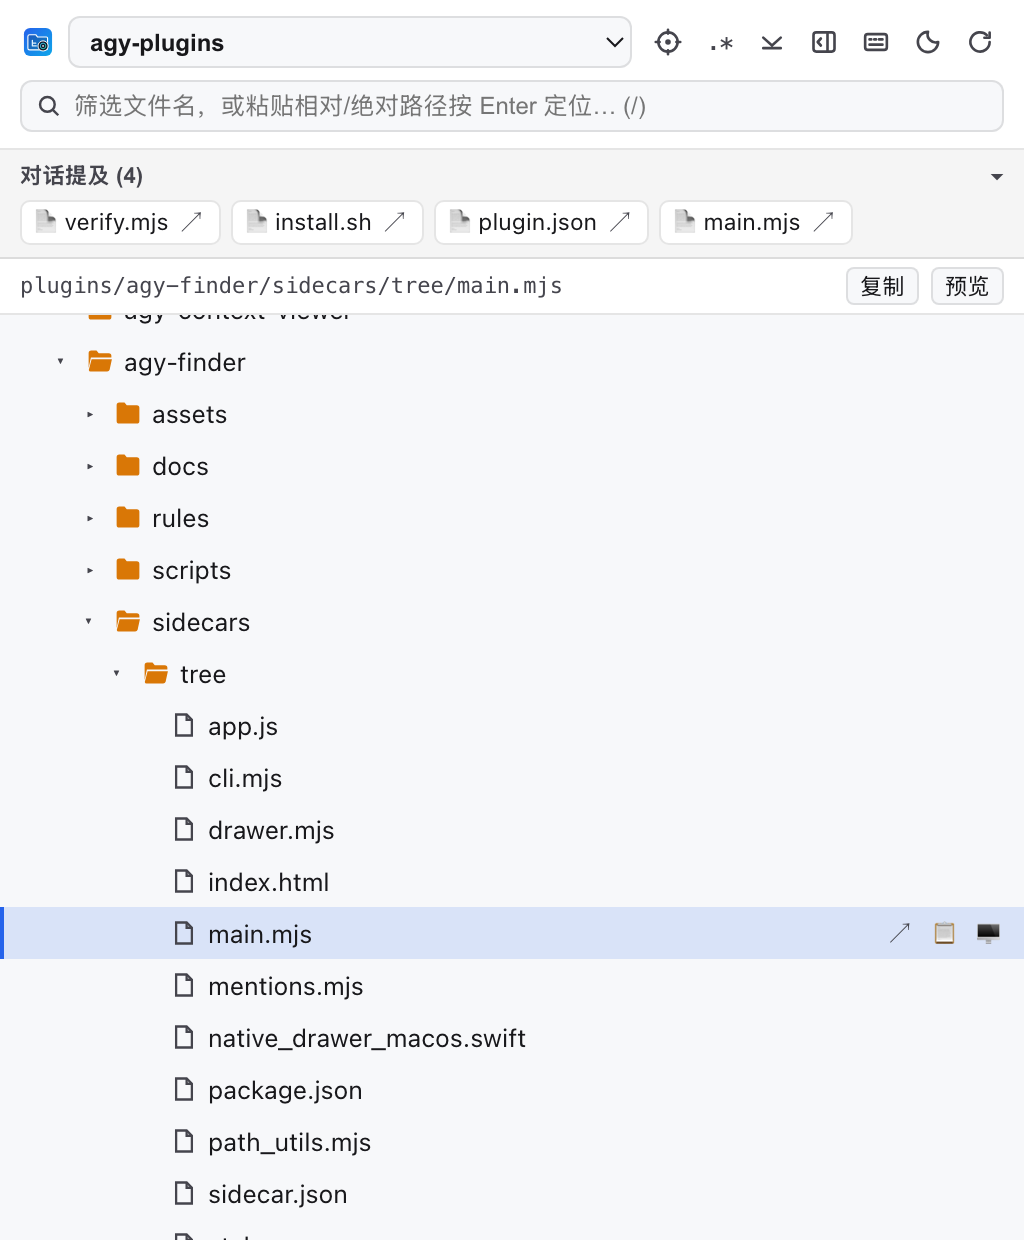 agy-plugins
.*
筛选文件名，或粘贴相对/绝对路径按 Enter 定位… (/)
对话提及 (4)
verify.mjs
install.sh
plugin.json
main.mjs
plugins/agy-finder/sidecars/tree/main.mjs
复制
预览
agy-context-viewer
agy-finder
assets
docs
rules
scripts
sidecars
tree
app.js
cli.mjs
drawer.mjs
index.html
main.mjs
mentions.mjs
native_drawer_macos.swift
package.json
path_utils.mjs
sidecar.json